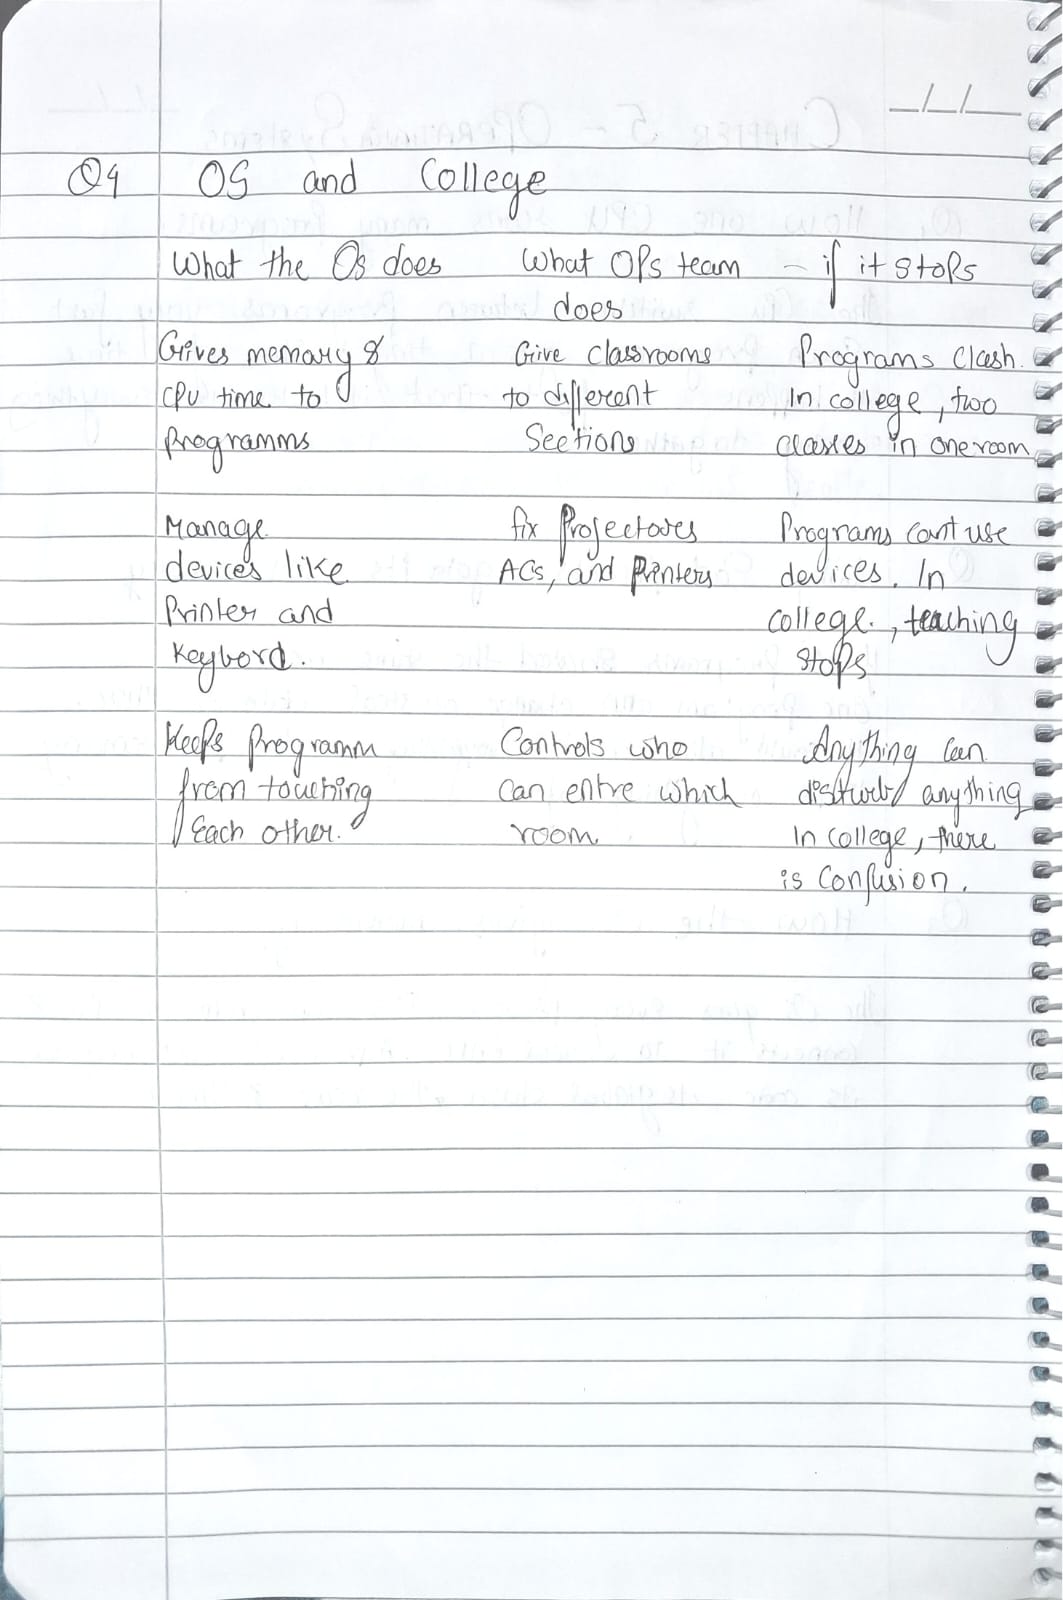 Q4 OS and College
What the Os does What OPs team - if it stops
does
Gives memary & Give classrooms Programs Clash.
CPU time to to different In college, two
Programms Sections classes in one room
Manage fix Projectores Programs cant use
devices like ACs, and Printers devices. In
Printer and college., teaching
Keybord. stops
Keeps Programm Controls who Anything Can
from touching Can entre which disturb anything
Each other. room. In college, there
is Confusion.